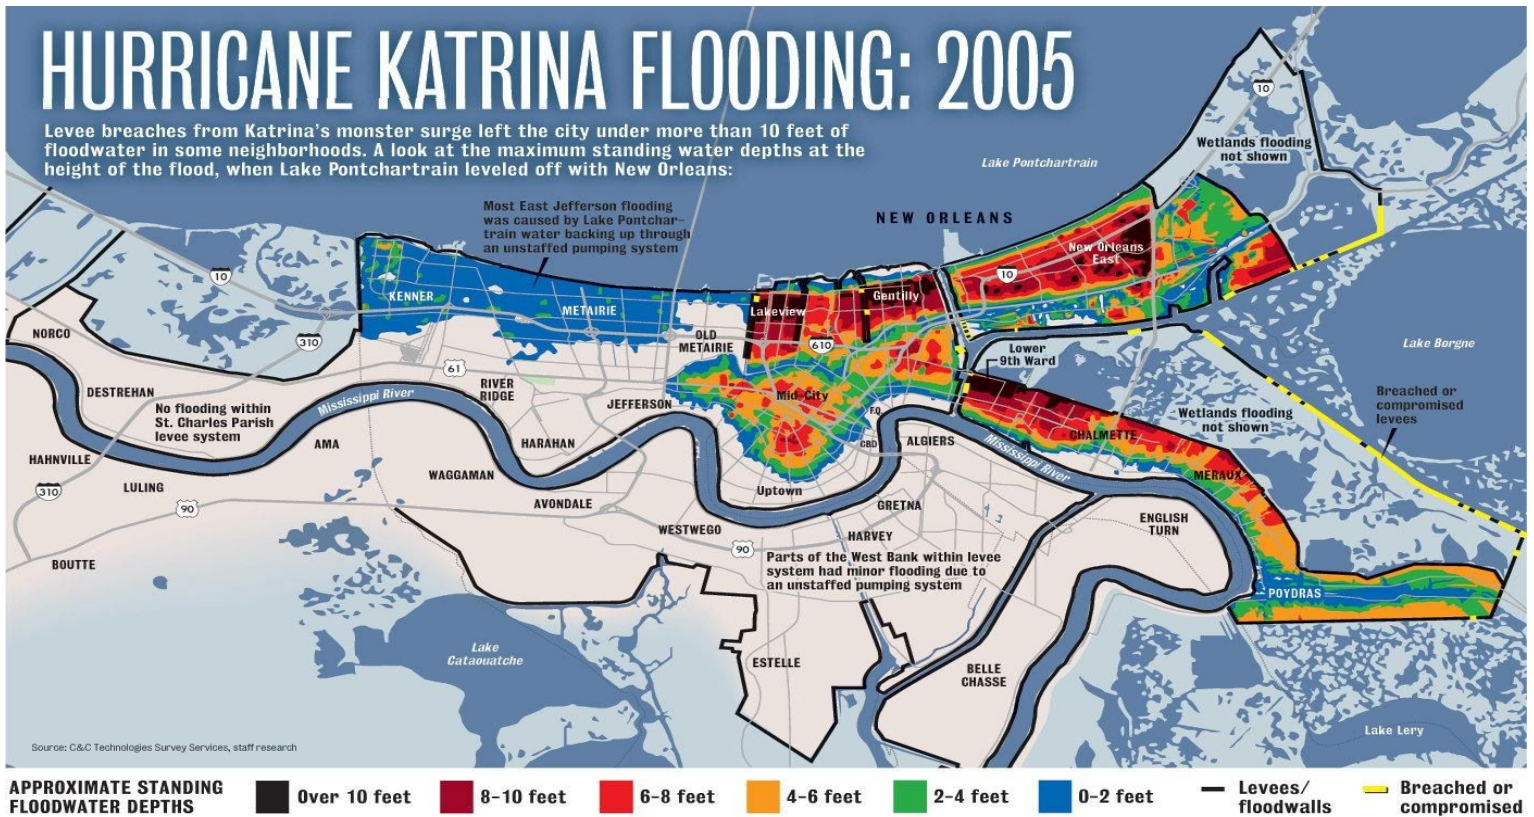 HURRICANE KATRINA FLOODING: 2005
Levee breaches from Katrina's monster surge left the city under more than 10 feet of
floodwater in some neighborhoods. A look at the maximum standing water depths at the
height of the flood, when Lake Pontchartrain leveled off with New Orleans:
10
Wetlands flooding
not shown
Lake Pontchartrain
Most East Jefferson flooding
was caused by Lake Pontchar–
train water backing up through
an unstaffed pumping system
NEW ORLEANS
New Orleans
East
10
10
KENNER
METAIRIE
Lakeview
Gentilly
NORCO
310
OLD
METAIRIE
610
Lower
9th Ward
Lake Borgne
61
DESTREHAN
No flooding within
St. Charles Parish
levee system
Mississippi River
RIVER
RIDGE
JEFFERSON
Mid-City
F.Q.
CBD
Breached or
compromised
levees
Wetlands flooding
not shown
AMA
HARAHAN
ALGIERS
Mississippi River
CHALMETTE
HAHNVILLE
LULING
310
90
WAGGAMAN
AVONDALE
Uptown
MERAUX
WESTWEGO
GRETNA
HARVEY
ENGLISH
TURN
90
BOUTTE
Parts of the West Bank within levee
system had minor flooding due to
an unstaffed pumping system
POYDRAS
Lake
Cataouatche
ESTELLE
BELLE
CHASSE
Lake Lery
Source: C&C Technologies Survey Services, staff research
APPROXIMATE STANDING
FLOODWATER DEPTHS
Over 10 feet
8–10 feet
6–8 feet
4–6 feet
2–4 feet
0–2 feet
Levees/
floodwalls
Breached or
compromised